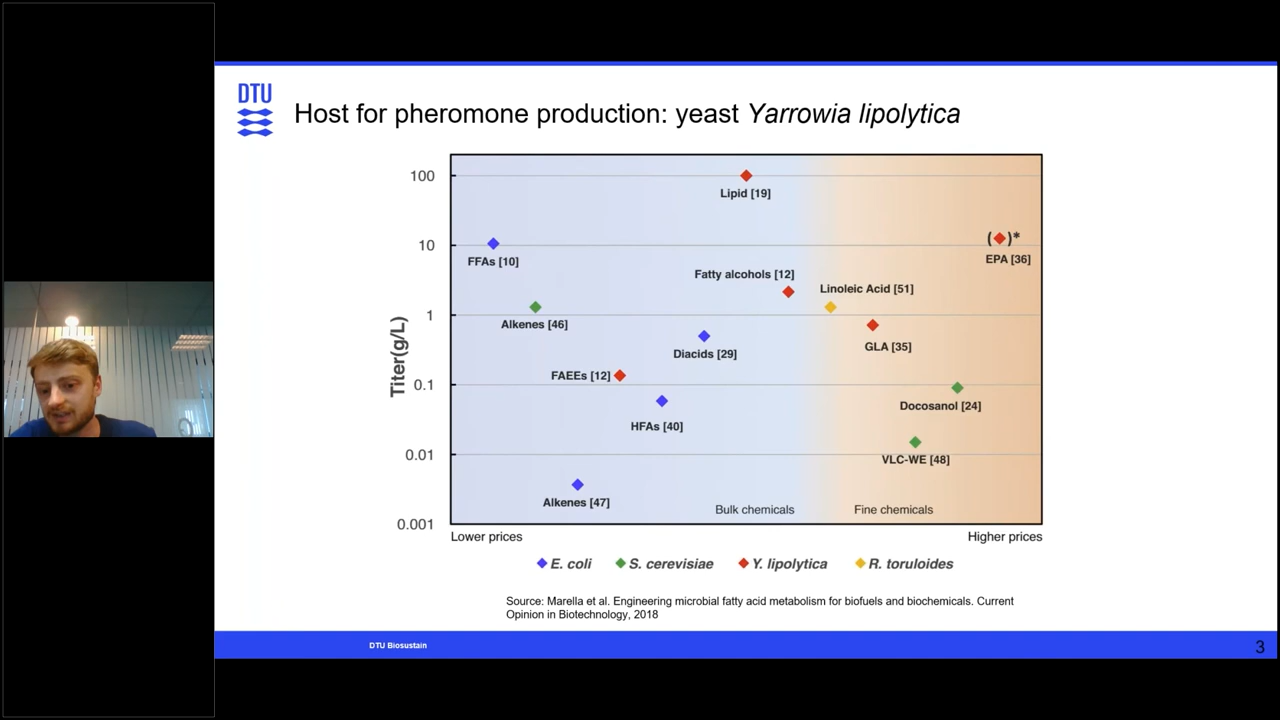 DTU
Host for pheromone production: yeast Yarrowia lipolytica
Titer(g/L)
100
10
1
0.1
0.01
0.001
Lipid [19]
FFAs [10]
( )*
EPA [36]
Fatty alcohols [12]
Linoleic Acid [51]
Alkenes [46]
Diacids [29]
GLA [35]
FAEEs [12]
HFAs [40]
Docosanol [24]
VLC-WE [48]
Alkenes [47]
Bulk chemicals
Fine chemicals
Lower prices
Higher prices
E. coli
S. cerevisiae
Y. lipolytica
R. toruloides
Source: Marella et al. Engineering microbial fatty acid metabolism for biofuels and biochemicals. Current
Opinion in Biotechnology, 2018
DTU Biosustain
3